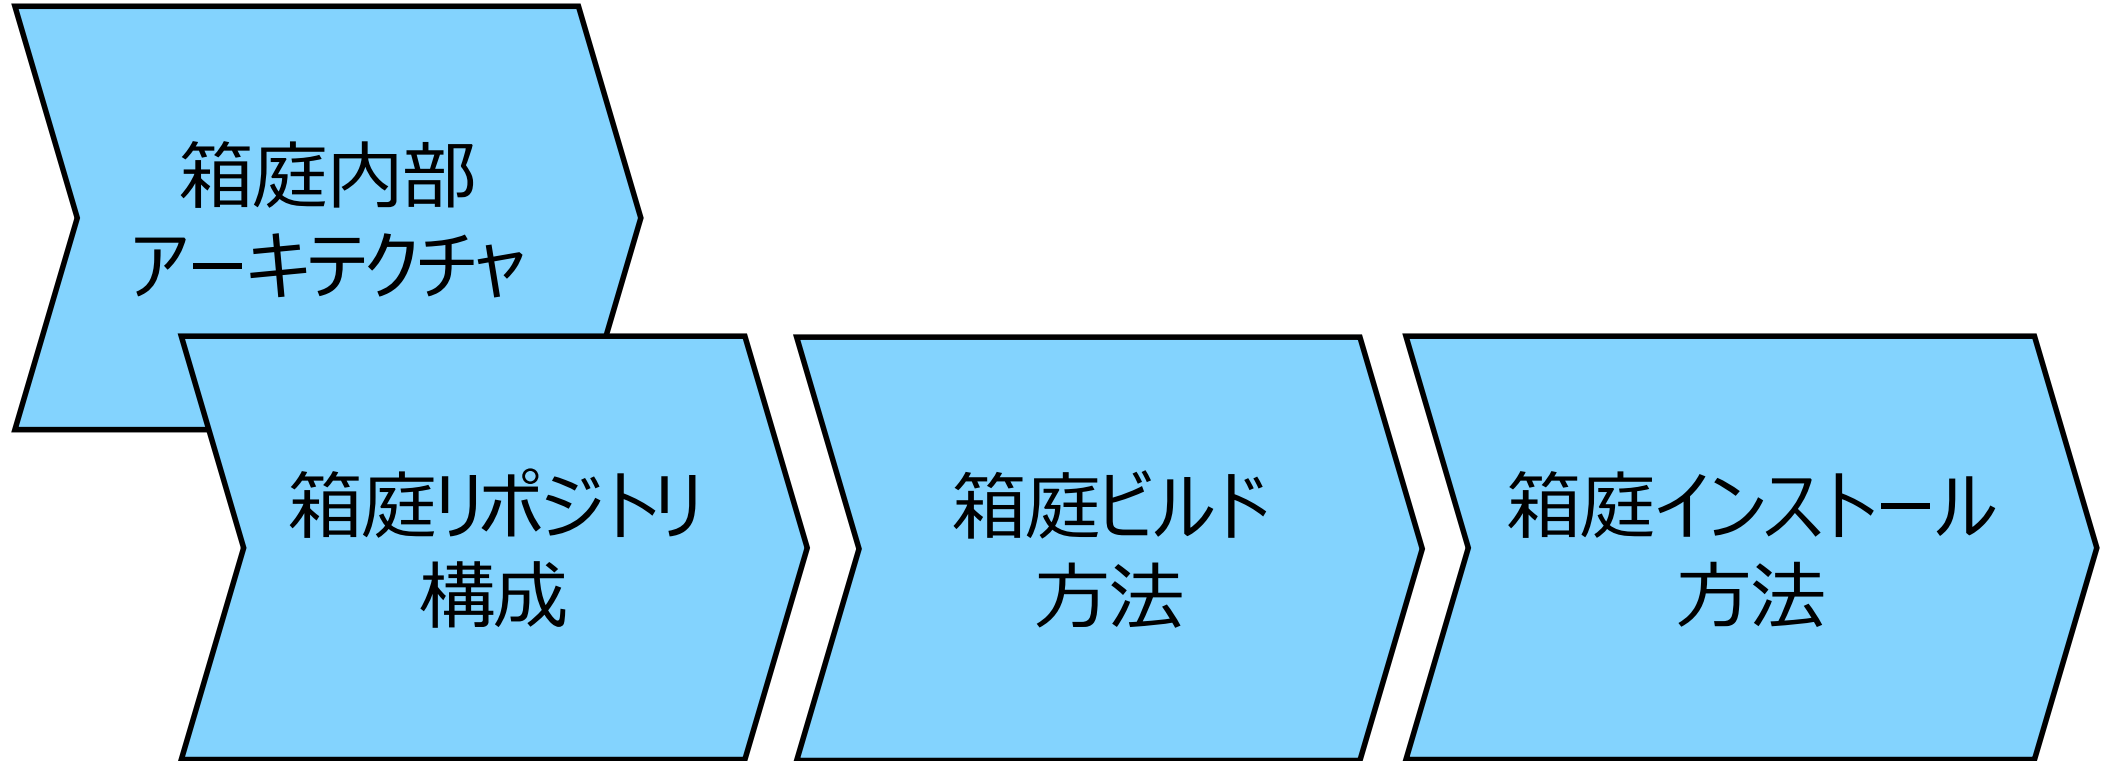 箱庭内部
アーキテクチャ
箱庭リポジトリ
構成
箱庭ビルド
方法
箱庭インストール
方法